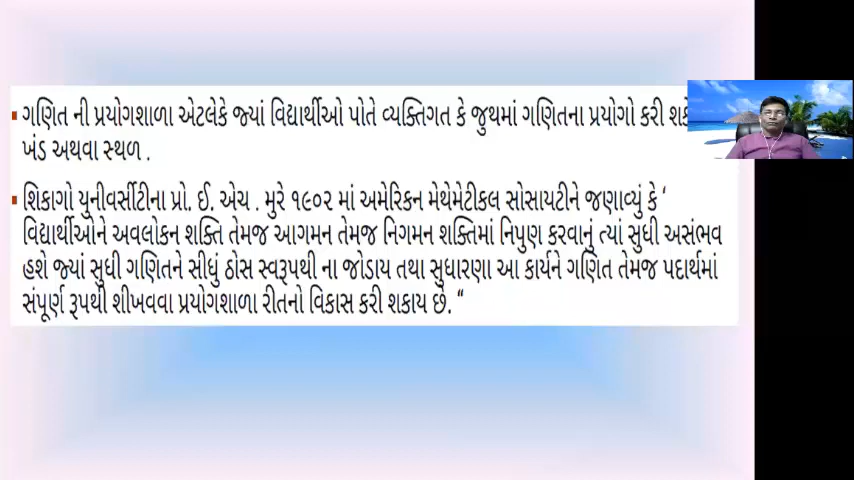 ગણિત ની પ્રયોગશાળા એટલેકે જ્યાં વિદ્યાર્થીઓ પોતે વ્યક્તિગત કે જુથમાં ગણિતના પ્રયોગો કરી
ખંડ અથવા સ્થળ .
શિકાગો યુનીવર્સીટીના પ્રો. ઈ. એચ . મુરે ૧૯૦૨ માં અમેરિકન મેથેમેટીકલ સોસાયટીને જણાવ્યું કે ‘
વિદ્યાર્થીઓને અવલોકન શક્તિ તેમજ આગમન તેમજ નિગમન શક્તિમાં નિપુણ કરવાનું ત્યાં સુધી અસંભવ
હશે જ્યાં સુધી ગણિતને સીધું ઠોસ સ્વરૂપથી ના જોડાય તથા સુધારણા આ કાર્યને ગણિત તેમજ પદાર્થમાં
સંપૂર્ણ રૂપથી શીખવવા પ્રયોગશાળા રીતનો વિકાસ કરી શકાય છે. “